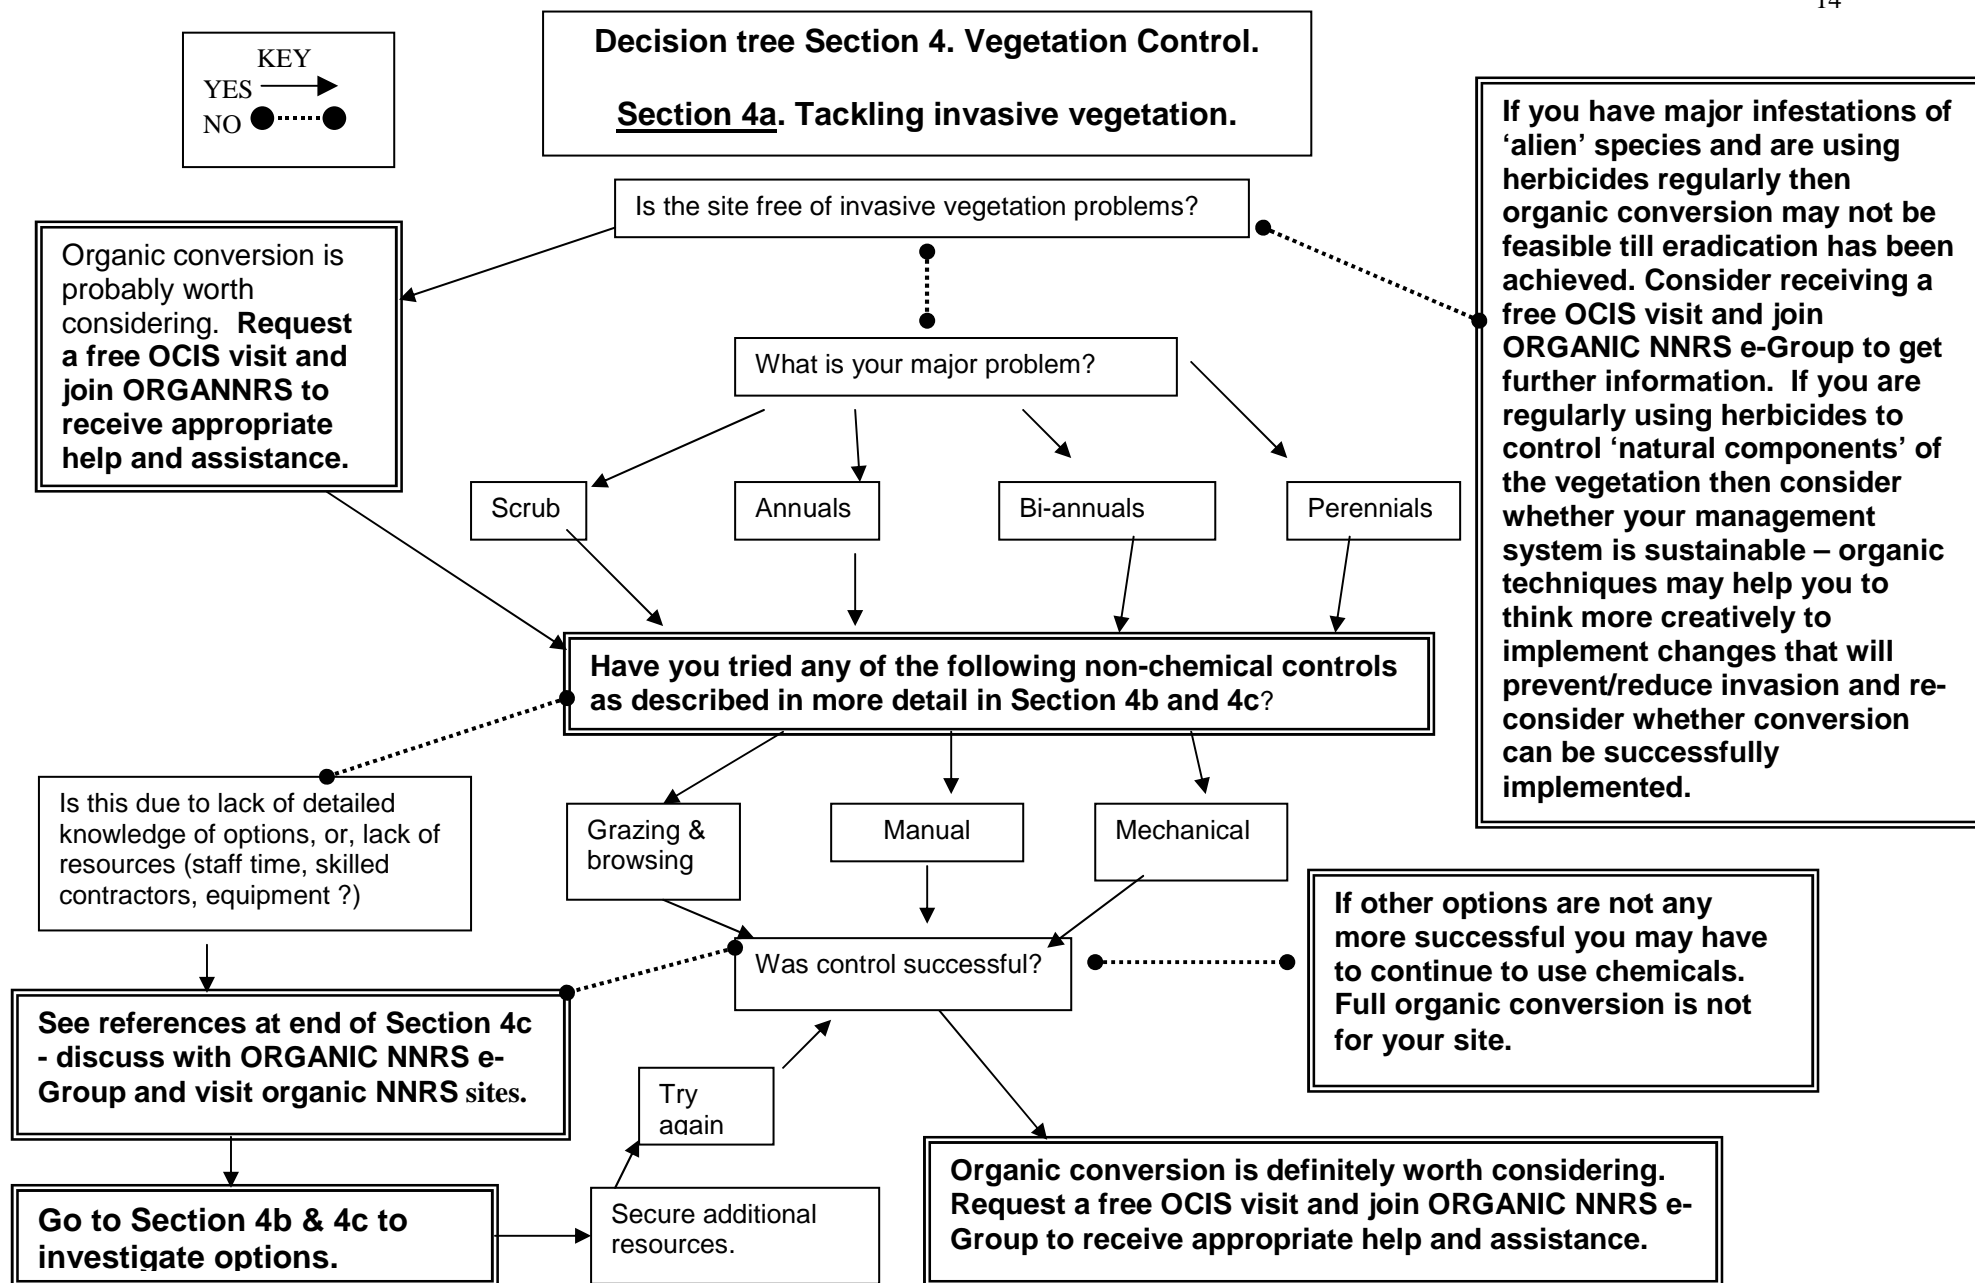 14
KEY
YES
NO
Decision tree Section 4. Vegetation Control.
Section 4a. Tackling invasive vegetation.
Is the site free of invasive vegetation problems?
Organic conversion is
probably worth
considering. Request
a free OCIS visit and
join ORGANNRS to
receive appropriate
help and assistance.
If you have major infestations of
‘alien’ species and are using
herbicides regularly then
organic conversion may not be
feasible till eradication has been
achieved. Consider receiving a
free OCIS visit and join
ORGANIC NNRS e-Group to get
further information. If you are
regularly using herbicides to
control ‘natural components’ of
the vegetation then consider
whether your management
system is sustainable – organic
techniques may help you to
think more creatively to
implement changes that will
prevent/reduce invasion and re-
consider whether conversion
can be successfully
implemented.
What is your major problem?
Scrub
Annuals
Bi-annuals
Perennials
Have you tried any of the following non-chemical controls
as described in more detail in Section 4b and 4c?
Is this due to lack of detailed
knowledge of options, or, lack of
resources (staff time, skilled
contractors, equipment ?)
Grazing &
browsing
Manual
Mechanical
Was control successful?
If other options are not any
more successful you may have
to continue to use chemicals.
Full organic conversion is not
for your site.
See references at end of Section 4c
- discuss with ORGANIC NNRS e-
Group and visit organic NNRS sites.
Try
again
Go to Section 4b & 4c to
investigate options.
Secure additional
resources.
Organic conversion is definitely worth considering.
Request a free OCIS visit and join ORGANIC NNRS e-
Group to receive appropriate help and assistance.